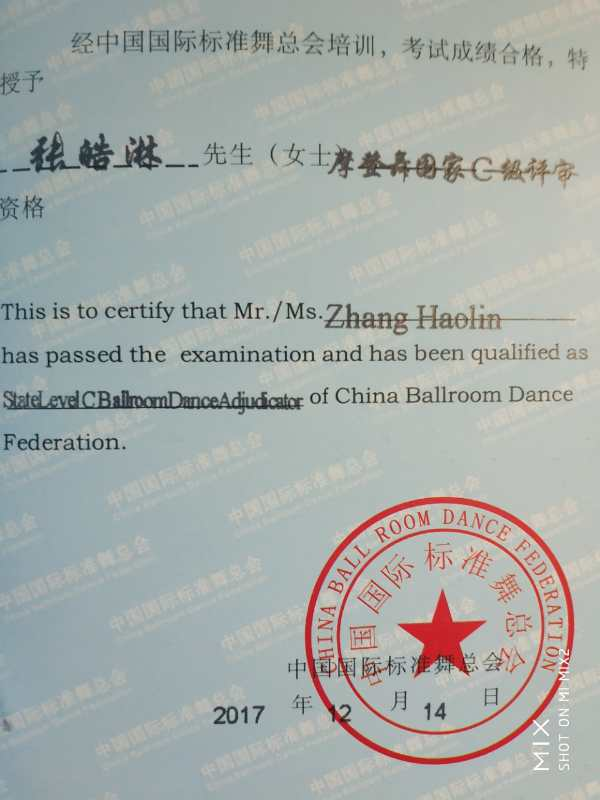 经中国国际标准舞总会培训，考试成绩合格，特
授予
张皓淋 先生（女士）摩登舞国家C级评审
资格
This is to certify that Mr./Ms. Zhang Haolin
has passed the examination and has been qualified as
State Level C Ballroom Dance Adjudicator of China Ballroom Dance
Federation.
CHINA BALL ROOM DANCE FEDERATION
中国国际标准舞总会
中国国际标准舞总会
2017 年 12 月 14 日
MIX
SHOT ON MI MIX2